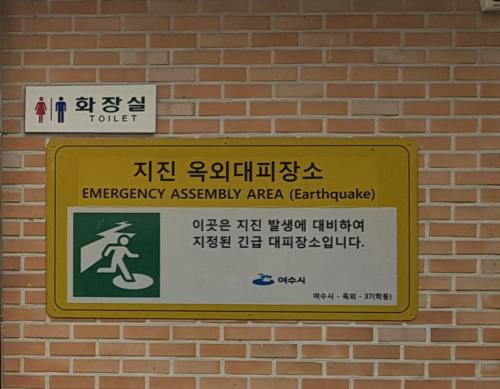 화장실
TOILET
지진 옥외대피장소
EMERGENCY ASSEMBLY AREA (Earthquake)
이곳은 지진 발생에 대비하여
지정된 긴급 대피장소입니다.
여수시
여수시 - 옥외 - 37(학동)